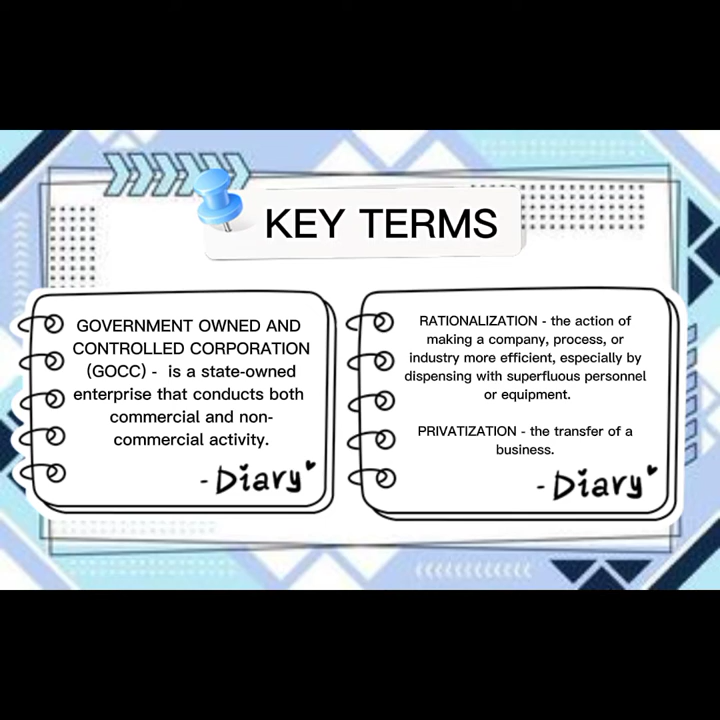 KEY TERMS
GOVERNMENT OWNED AND
CONTROLLED CORPORATION
(GOCC) - is a state-owned
enterprise that conducts both
commercial and non-
commercial activity.
- Diary
RATIONALIZATION - the action of
making a company, process, or
industry more efficient, especially by
dispensing with superfluous personnel
or equipment.
PRIVATIZATION - the transfer of a
business.
- Diary